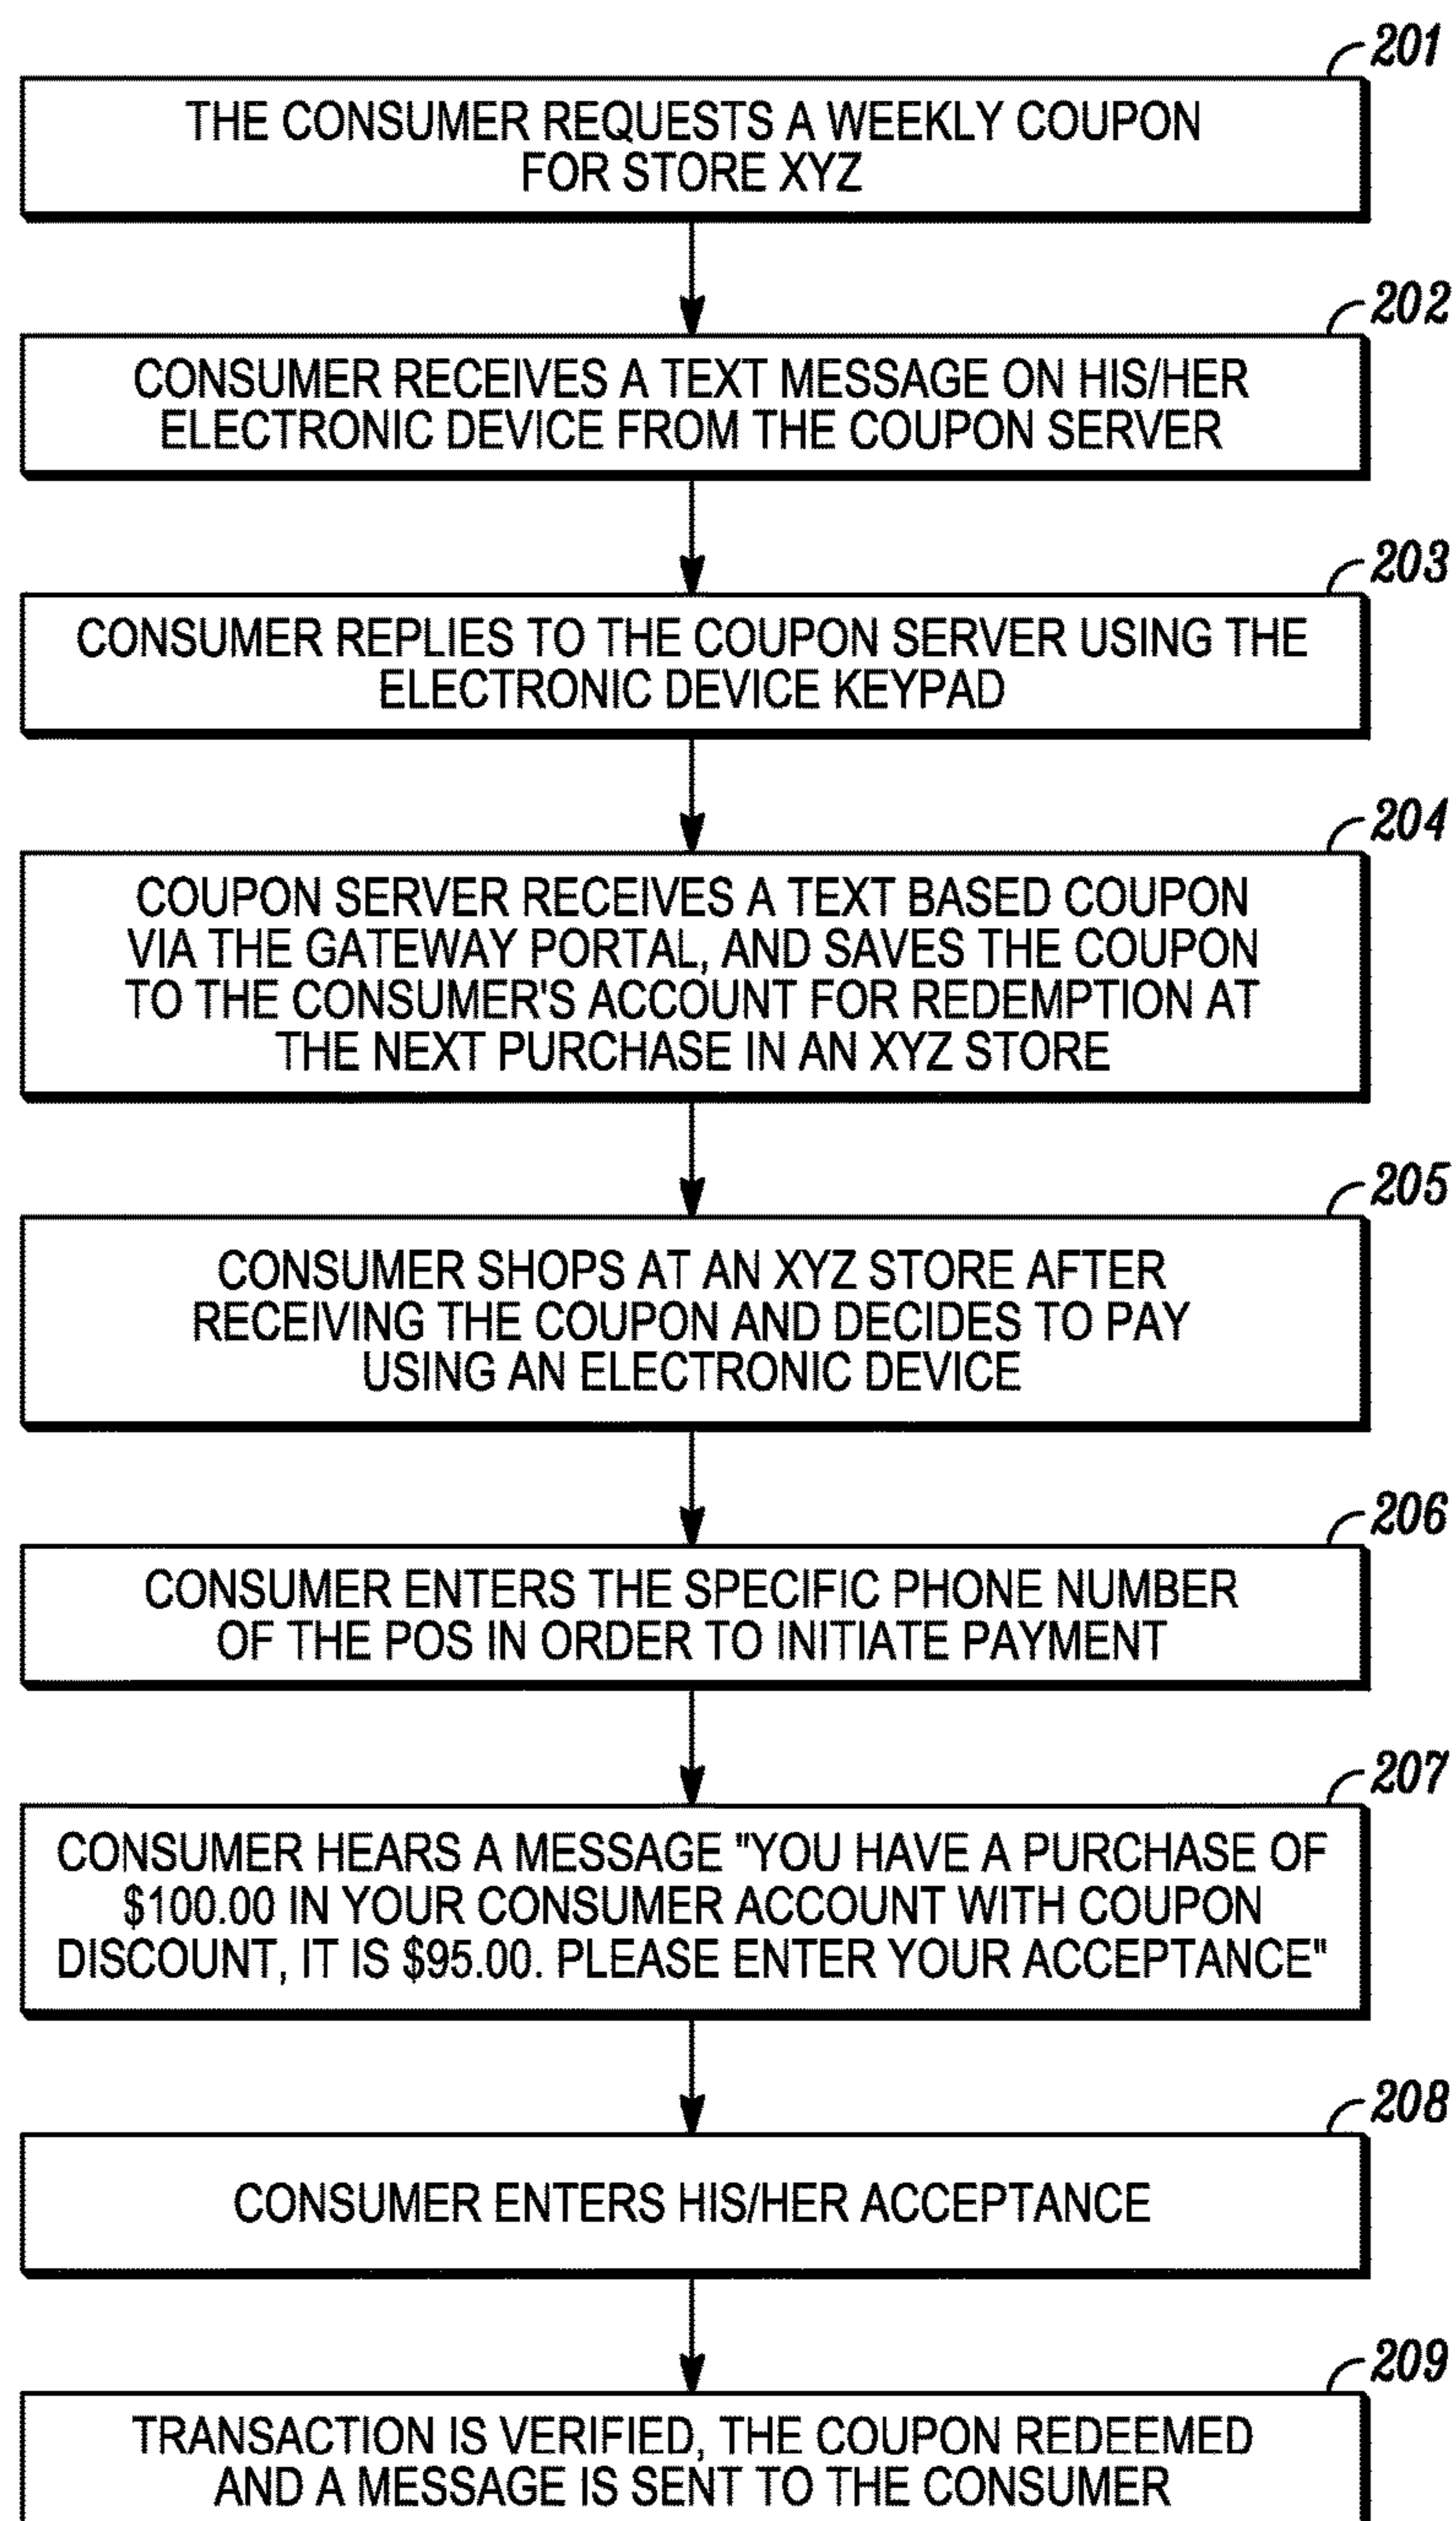 201
THE CONSUMER REQUESTS A WEEKLY COUPON
FOR STORE XYZ
202
CONSUMER RECEIVES A TEXT MESSAGE ON HIS/HER
ELECTRONIC DEVICE FROM THE COUPON SERVER
203
CONSUMER REPLIES TO THE COUPON SERVER USING THE
ELECTRONIC DEVICE KEYPAD
204
COUPON SERVER RECEIVES A TEXT BASED COUPON
VIA THE GATEWAY PORTAL, AND SAVES THE COUPON
TO THE CONSUMER'S ACCOUNT FOR REDEMPTION AT
THE NEXT PURCHASE IN AN XYZ STORE
205
CONSUMER SHOPS AT AN XYZ STORE AFTER
RECEIVING THE COUPON AND DECIDES TO PAY
USING AN ELECTRONIC DEVICE
206
CONSUMER ENTERS THE SPECIFIC PHONE NUMBER
OF THE POS IN ORDER TO INITIATE PAYMENT
207
CONSUMER HEARS A MESSAGE "YOU HAVE A PURCHASE OF
$100.00 IN YOUR CONSUMER ACCOUNT WITH COUPON
DISCOUNT, IT IS $95.00. PLEASE ENTER YOUR ACCEPTANCE"
208
CONSUMER ENTERS HIS/HER ACCEPTANCE
209
TRANSACTION IS VERIFIED, THE COUPON REDEEMED
AND A MESSAGE IS SENT TO THE CONSUMER